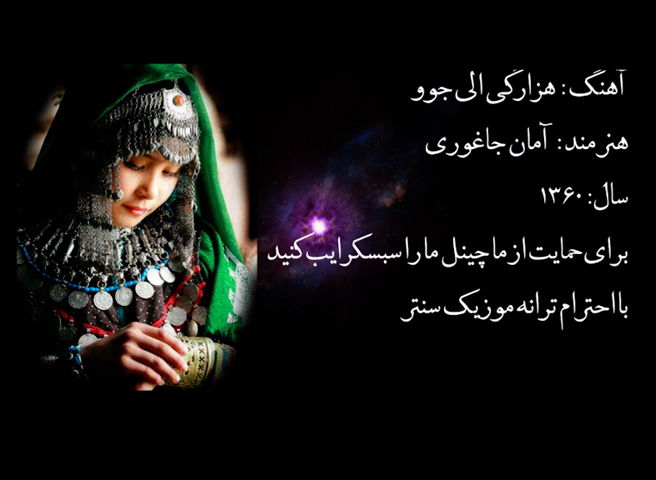 آهنگ: هزارگی الی جوو
هنرمند: آمان جاغوری
سال: ۱۳۶۰
برای حمایت از ما چینل ما را سبسکرایب کنید
با احترام ترانه موزیک سنتر